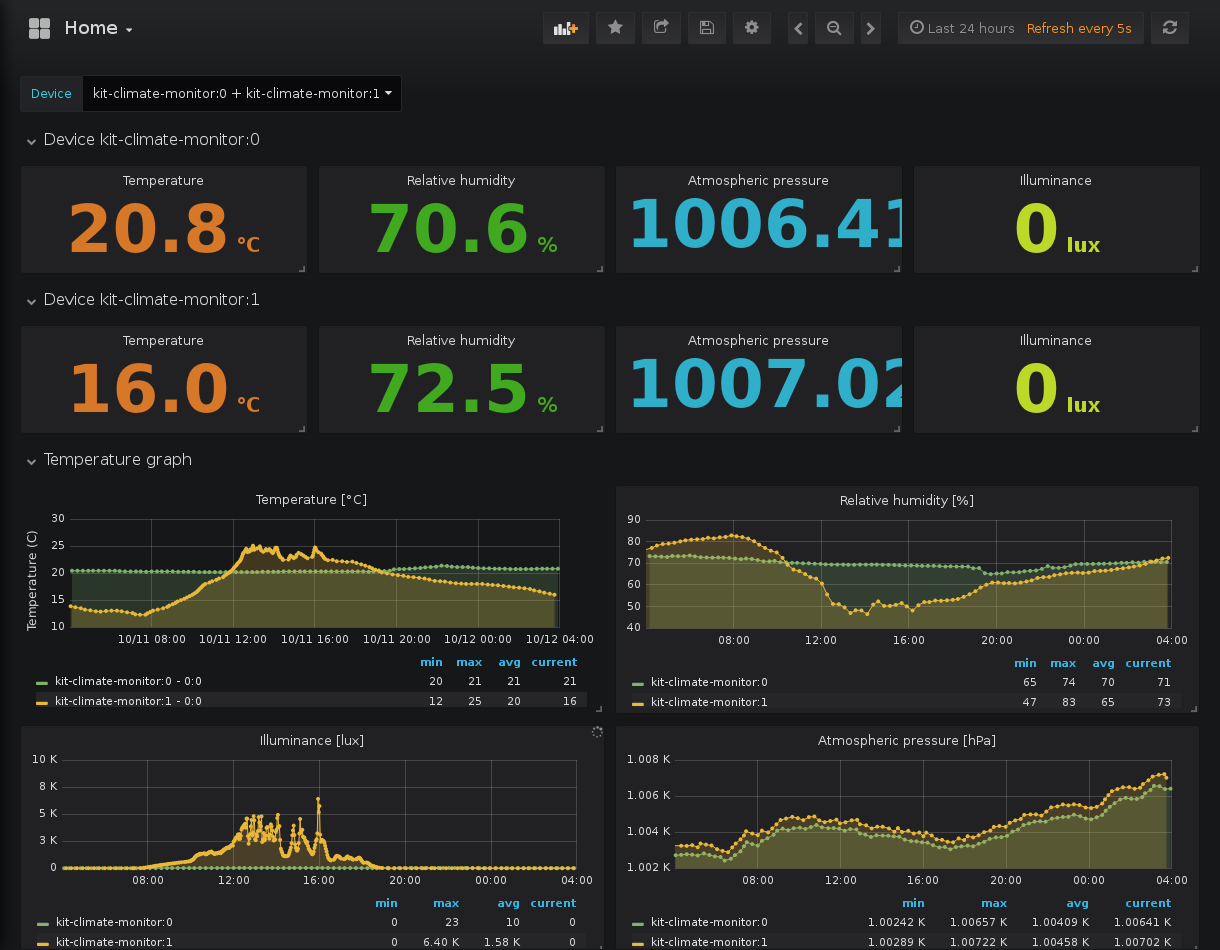 Home
Last 24 hours Refresh every 5s
Device kit-climate-monitor:0 + kit-climate-monitor:1
Device kit-climate-monitor:0
Temperature Relative humidity Atmospheric pressure Illuminance
20.8 °C 70.6 % 1006.41 0 lux
Device kit-climate-monitor:1
Temperature Relative humidity Atmospheric pressure Illuminance
16.0 °C 72.5 % 1007.02 0 lux
Temperature graph
Temperature [°C]
Temperature (C)
30
25
20
15
10
10/11 08:00 10/11 12:00 10/11 16:00 10/11 20:00 10/12 00:00 10/12 04:00
min max avg current
kit-climate-monitor:0 - 0:0 20 21 21 21
kit-climate-monitor:1 - 0:0 12 25 20 16
Relative humidity [%]
90
80
70
60
50
40
08:00 12:00 16:00 20:00 00:00 04:00
min max avg current
kit-climate-monitor:0 65 74 70 71
kit-climate-monitor:1 47 83 65 73
Illuminance [lux]
10 K
8 K
5 K
3 K
0
08:00 12:00 16:00 20:00 00:00 04:00
min max avg current
kit-climate-monitor:0 0 23 10 0
kit-climate-monitor:1 0 6.40 K 1.58 K 0
Atmospheric pressure [hPa]
1.008 K
1.006 K
1.004 K
1.002 K
08:00 12:00 16:00 20:00 00:00 04:00
min max avg current
kit-climate-monitor:0 1.00242 K 1.00657 K 1.00409 K 1.00641 K
kit-climate-monitor:1 1.00289 K 1.00722 K 1.00458 K 1.00702 K